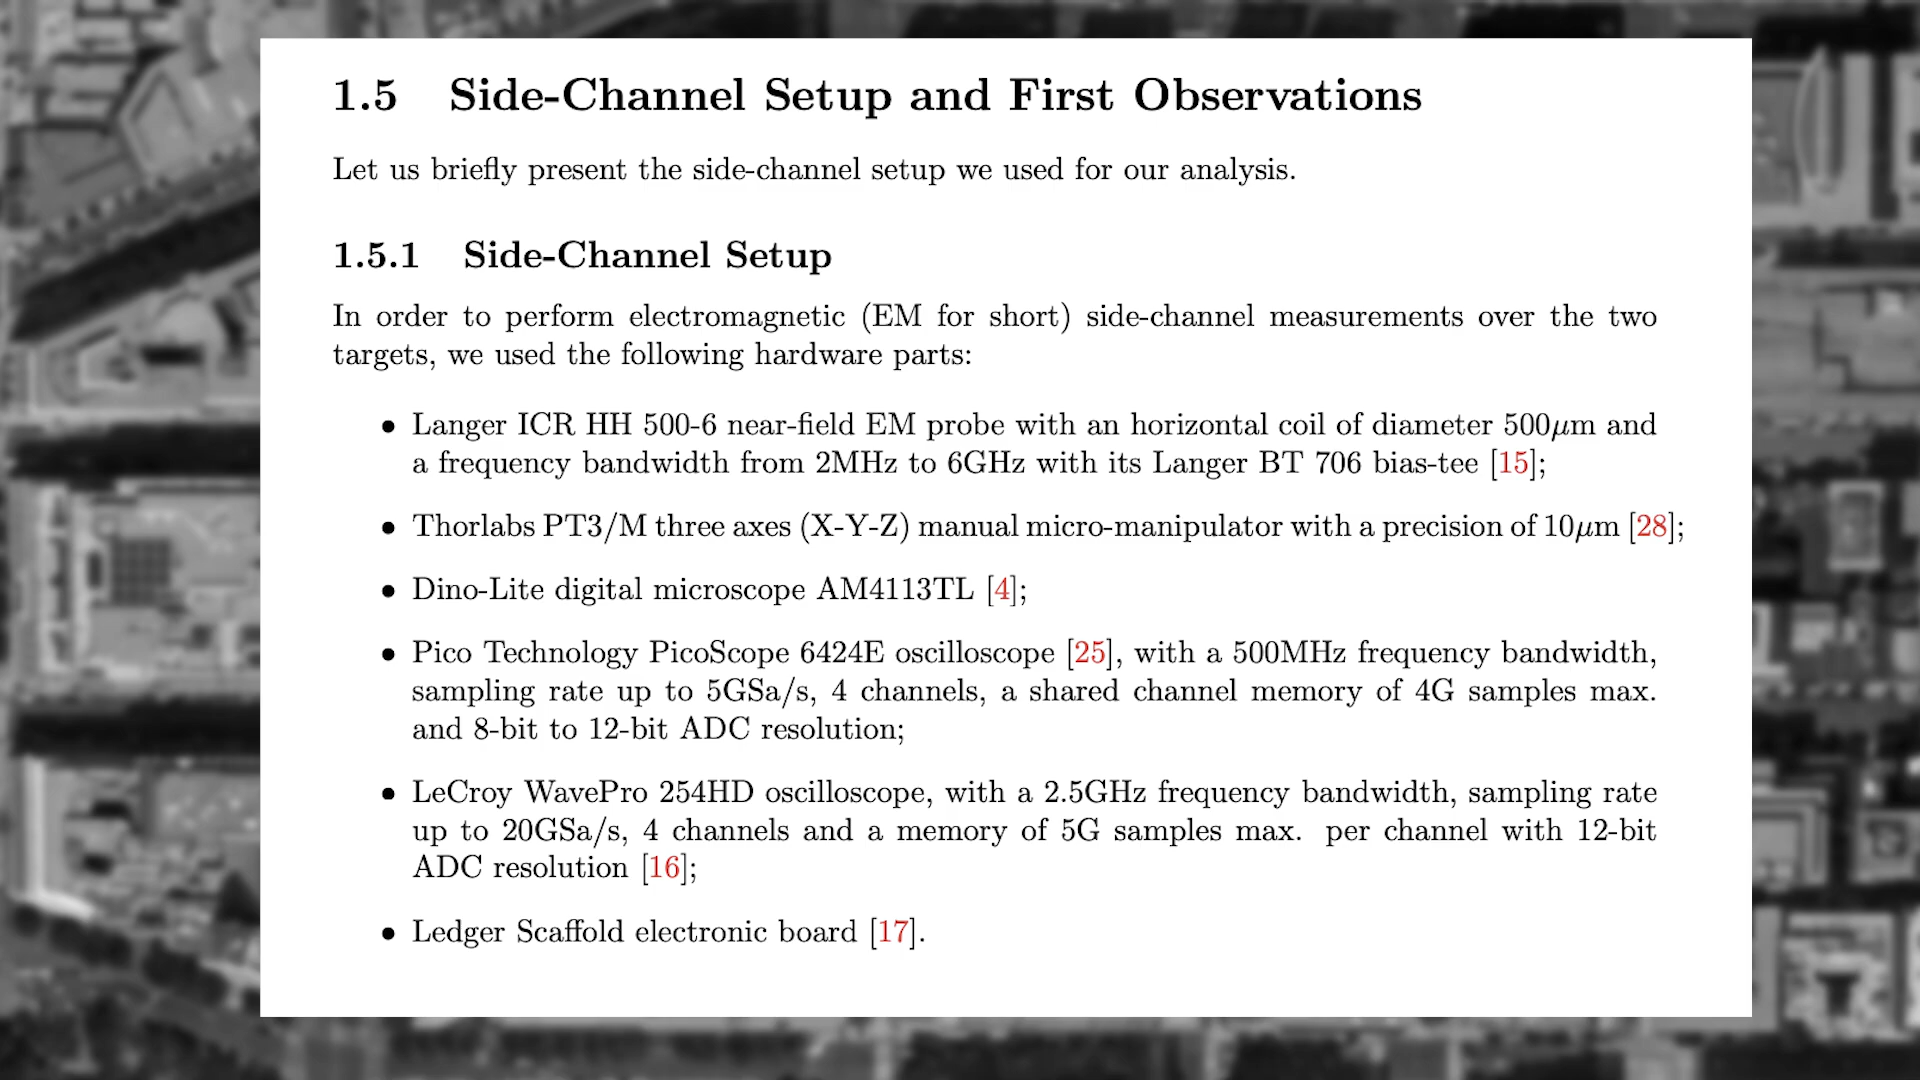 1.5 Side-Channel Setup and First Observations
Let us briefly present the side-channel setup we used for our analysis.
1.5.1 Side-Channel Setup
In order to perform electromagnetic (EM for short) side-channel measurements over the two
targets, we used the following hardware parts:
• Langer ICR HH 500-6 near-field EM probe with an horizontal coil of diameter 500μm and
a frequency bandwidth from 2MHz to 6GHz with its Langer BT 706 bias-tee [15];
• Thorlabs PT3/M three axes (X-Y-Z) manual micro-manipulator with a precision of 10μm [28];
• Dino-Lite digital microscope AM4113TL [4];
• Pico Technology PicoScope 6424E oscilloscope [25], with a 500MHz frequency bandwidth,
sampling rate up to 5GSa/s, 4 channels, a shared channel memory of 4G samples max.
and 8-bit to 12-bit ADC resolution;
• LeCroy WavePro 254HD oscilloscope, with a 2.5GHz frequency bandwidth, sampling rate
up to 20GSa/s, 4 channels and a memory of 5G samples max. per channel with 12-bit
ADC resolution [16];
• Ledger Scaffold electronic board [17].